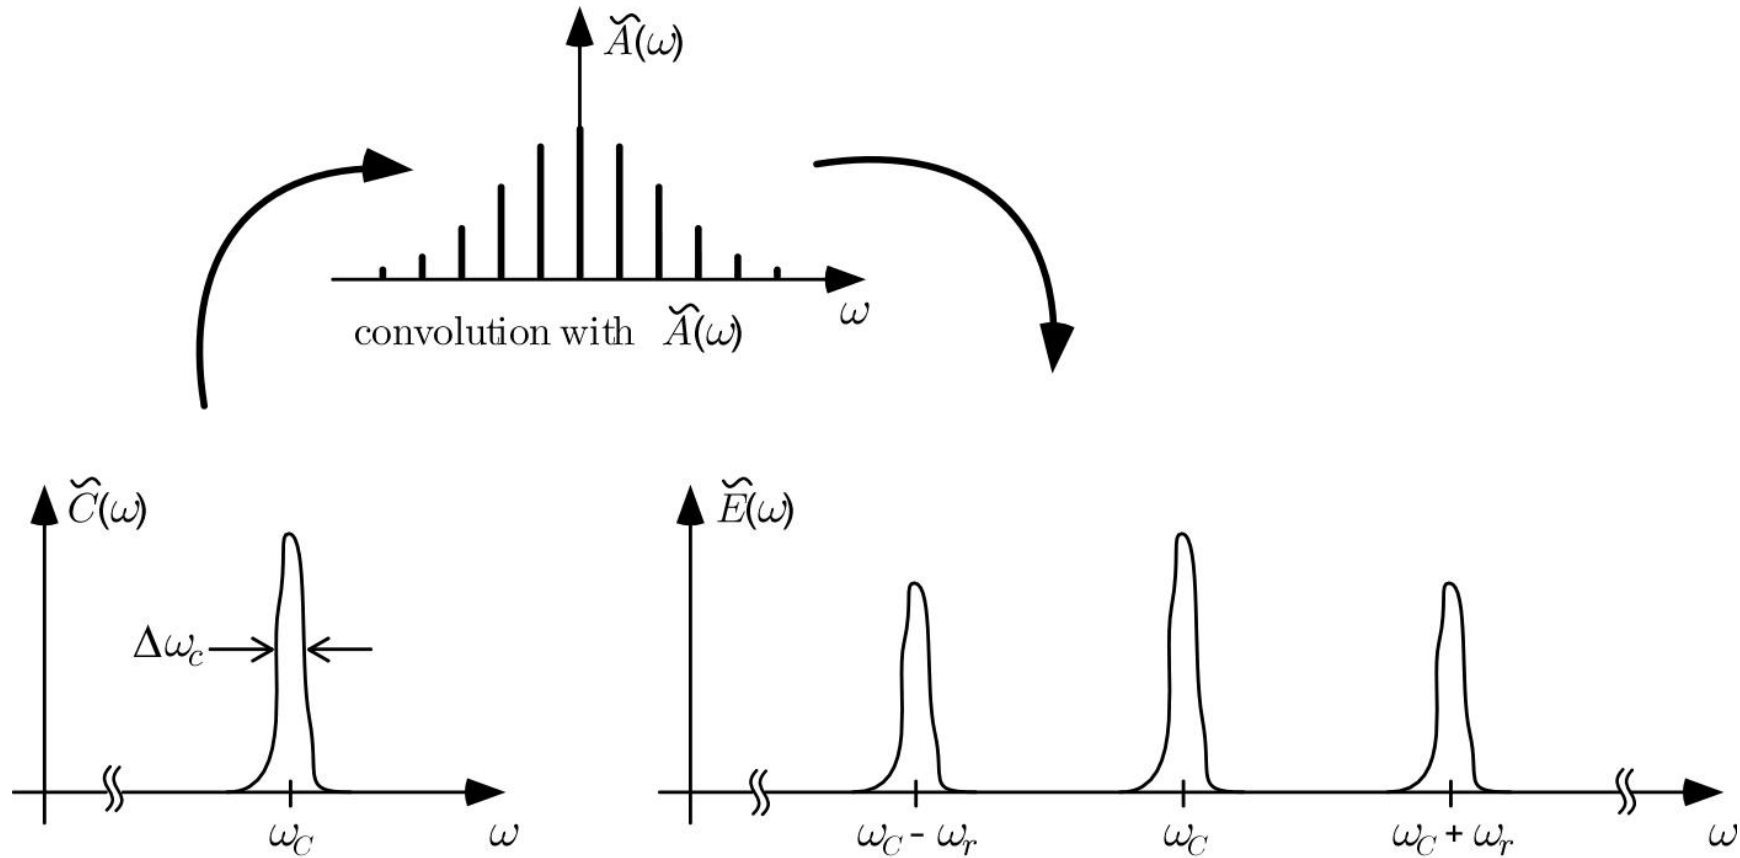 Ã(ω)
ω
convolution with Ã(ω)
C̃(ω)
Δω_c
ω_C
ω
Ẽ(ω)
ω_C - ω_r
ω_C
ω_C + ω_r
ω